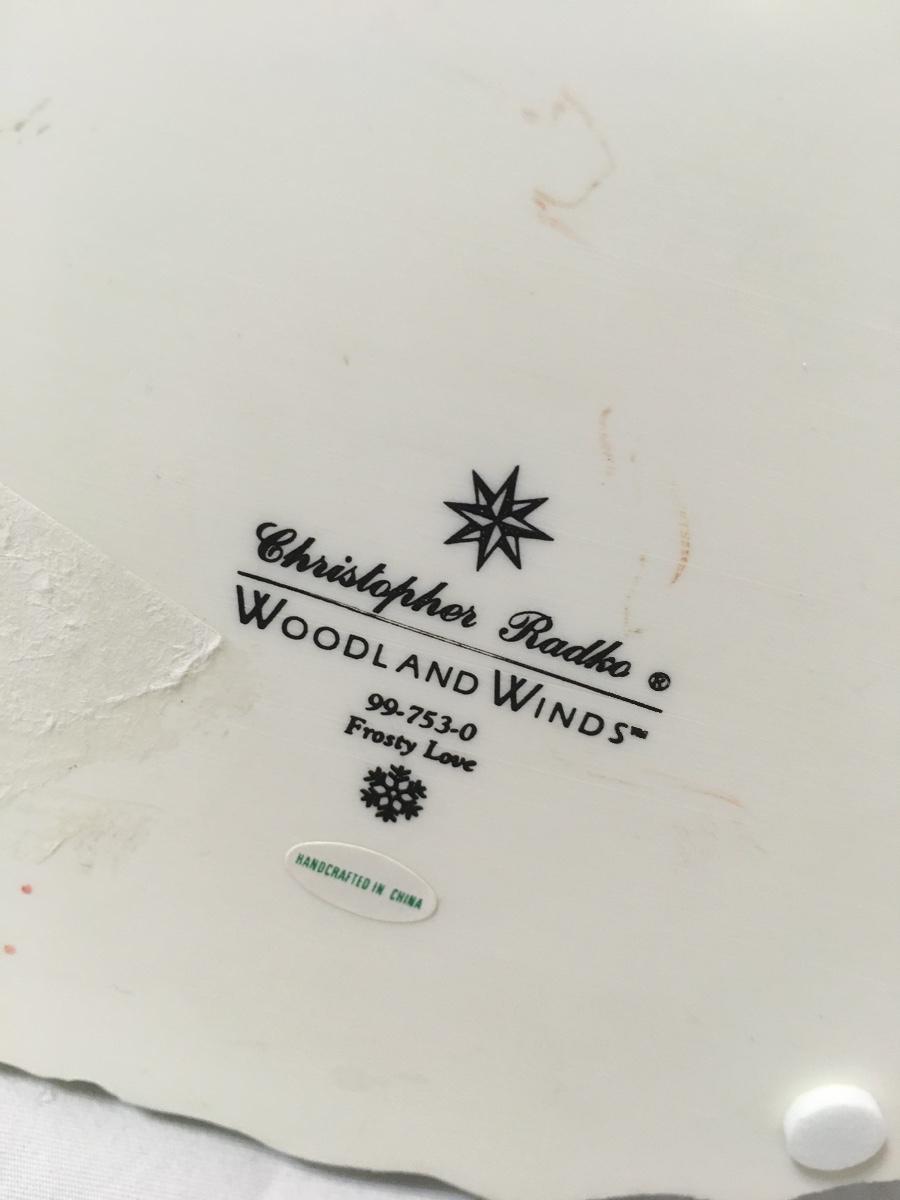 Christopher Radko ®
WOODLAND WINDS™
99-753-0
Frosty Love
HANDCRAFTED IN CHINA